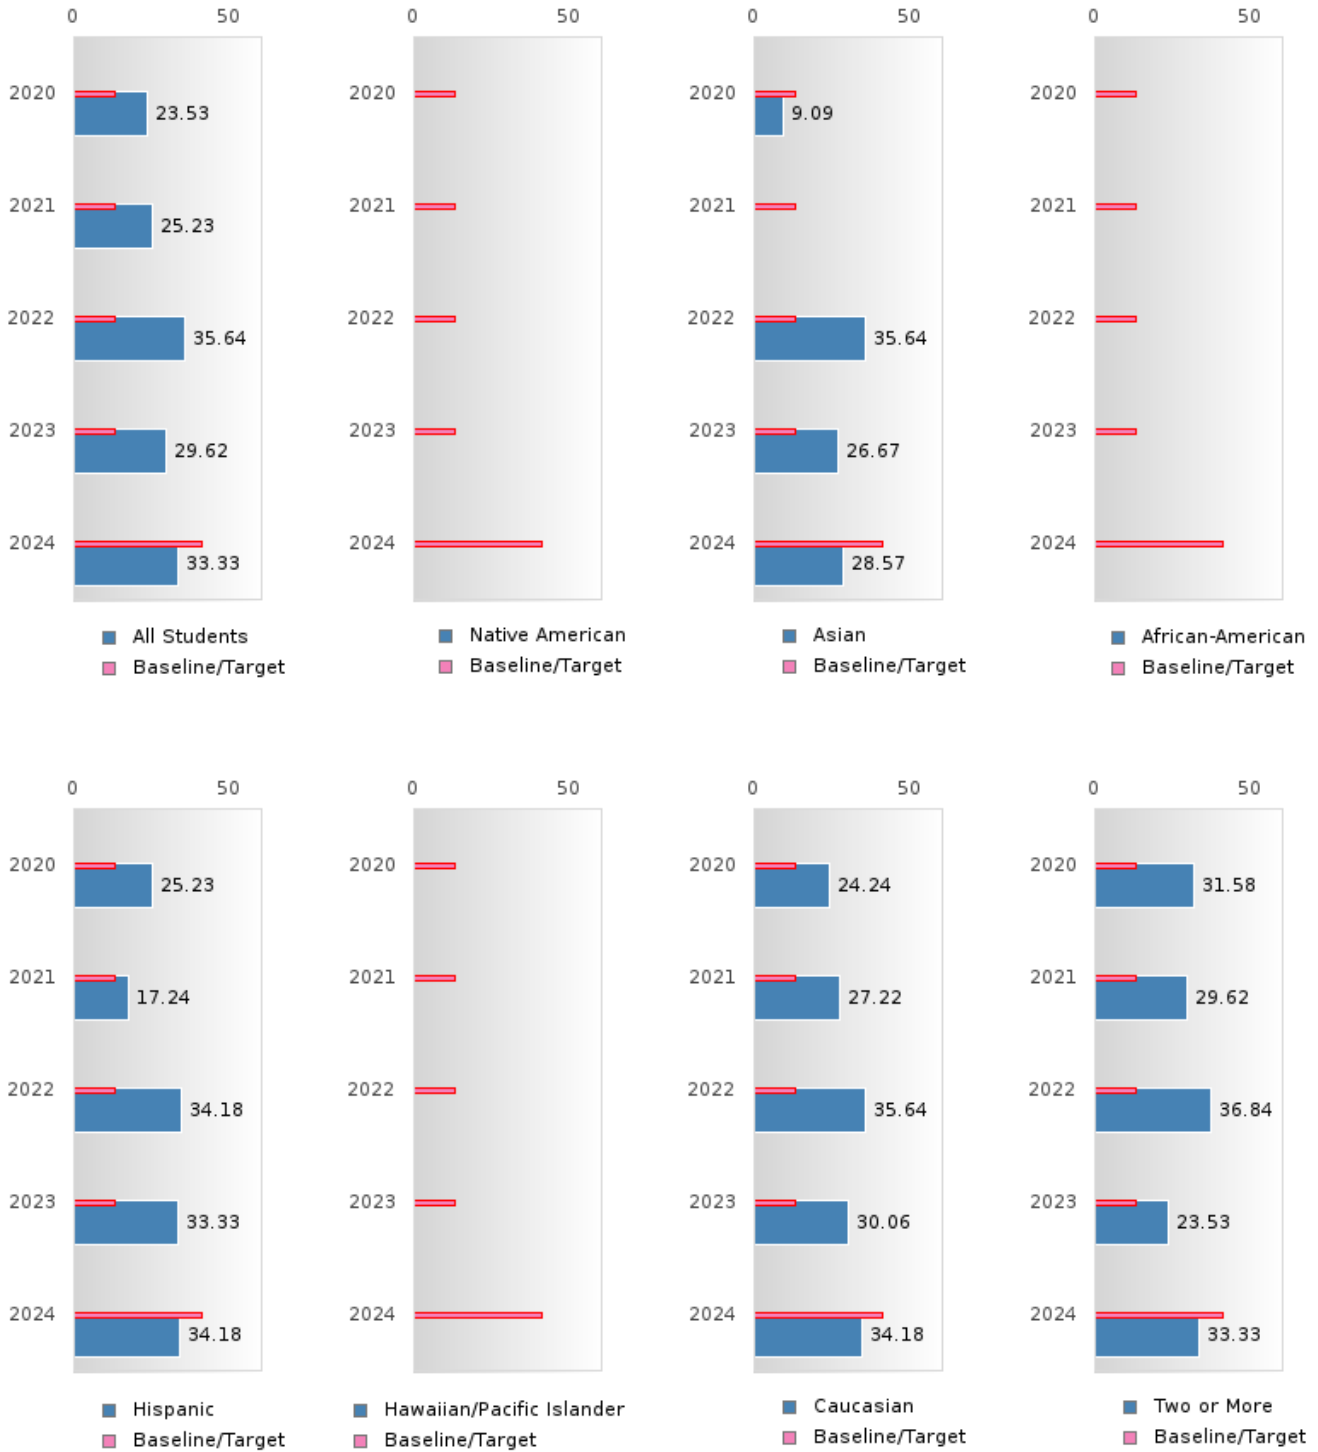 0 50 0 50 0 50 0 50
2020 23.53 2020 2020 9.09 2020
2021 25.23 2021 2021 2021
2022 35.64 2022 2022 35.64 2022
2023 29.62 2023 2023 26.67 2023
2024 33.33 2024 2024 28.57 2024
All Students Native American Asian African-American
Baseline/Target Baseline/Target Baseline/Target Baseline/Target
0 50 0 50 0 50 0 50
2020 25.23 2020 2020 24.24 2020 31.58
2021 17.24 2021 2021 27.22 2021 29.62
2022 34.18 2022 2022 35.64 2022 36.84
2023 33.33 2023 2023 30.06 2023 23.53
2024 34.18 2024 2024 34.18 2024 33.33
Hispanic Hawaiian/Pacific Islander Caucasian Two or More
Baseline/Target Baseline/Target Baseline/Target Baseline/Target